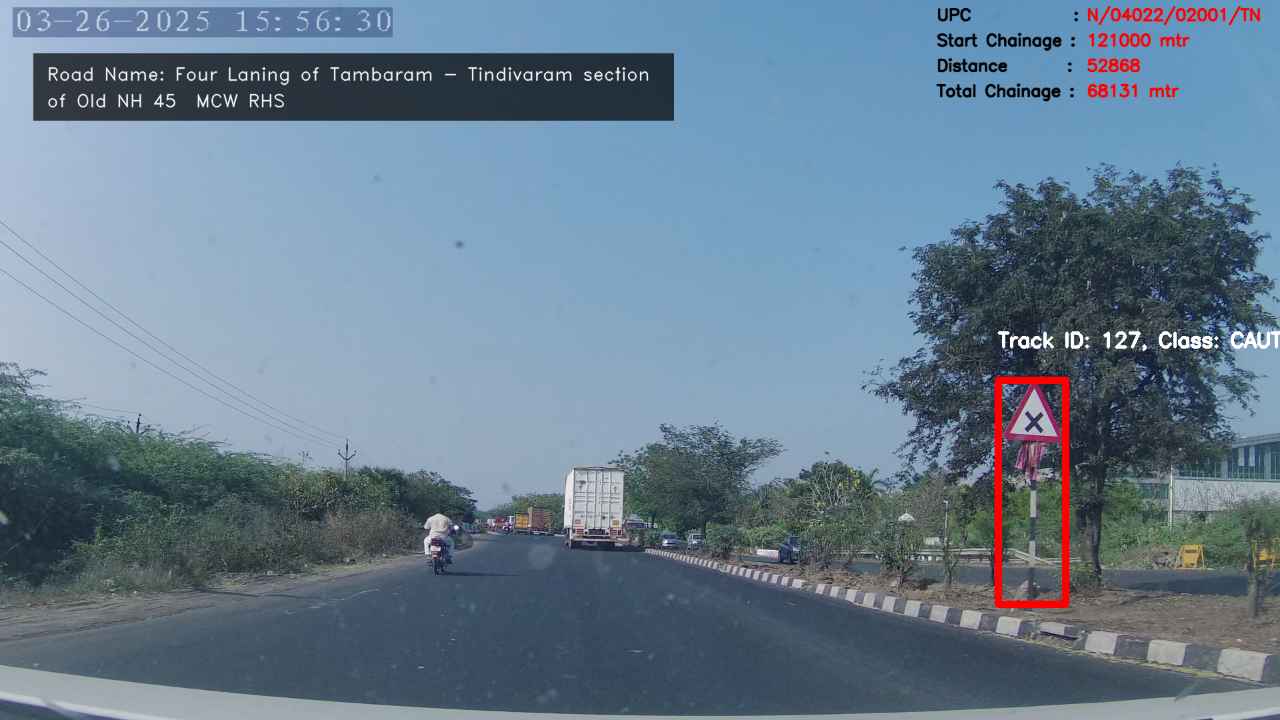 03-26-2025 15:56:30
Road Name: Four Laning of Tambaram - Tindivaram section
of Old NH 45 MCW RHS
UPC : N/04022/02001/TN
Start Chainage : 121000 mtr
Distance : 52868
Total Chainage : 68131 mtr
Track ID: 127, Class: CAUT